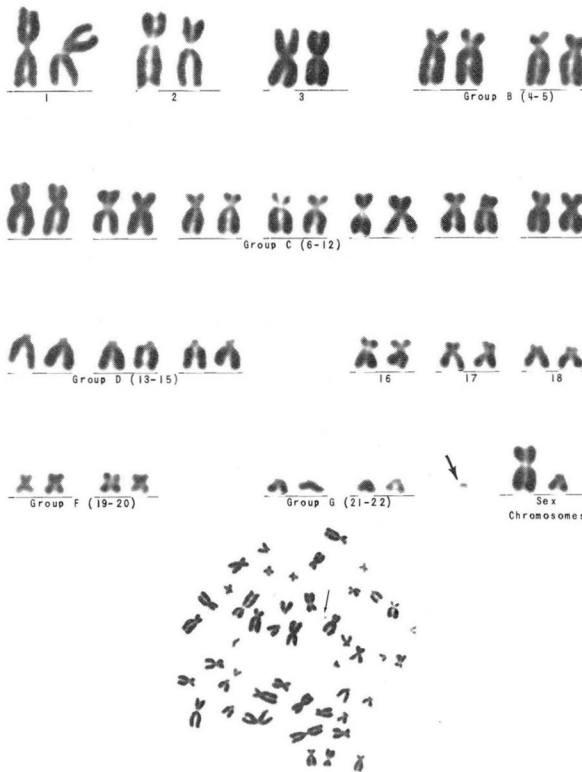 1 2 3 Group B (4-5)
Group C (6-12)
Group D (13-15) 16 17 18
Group F (19-20) Group G (21-22) Sex
Chromosomes